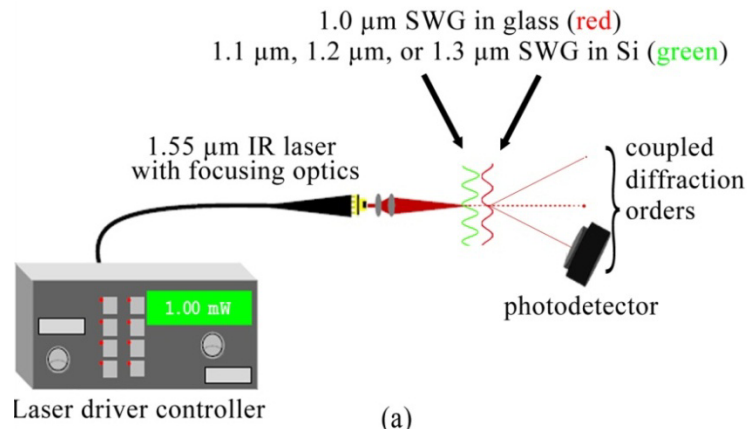 1.0 µm SWG in glass (red)
1.1 µm, 1.2 µm, or 1.3 µm SWG in Si (green)
1.55 µm IR laser
with focusing optics
coupled
diffraction
orders
photodetector
1.00 mW
Laser driver controller
(a)